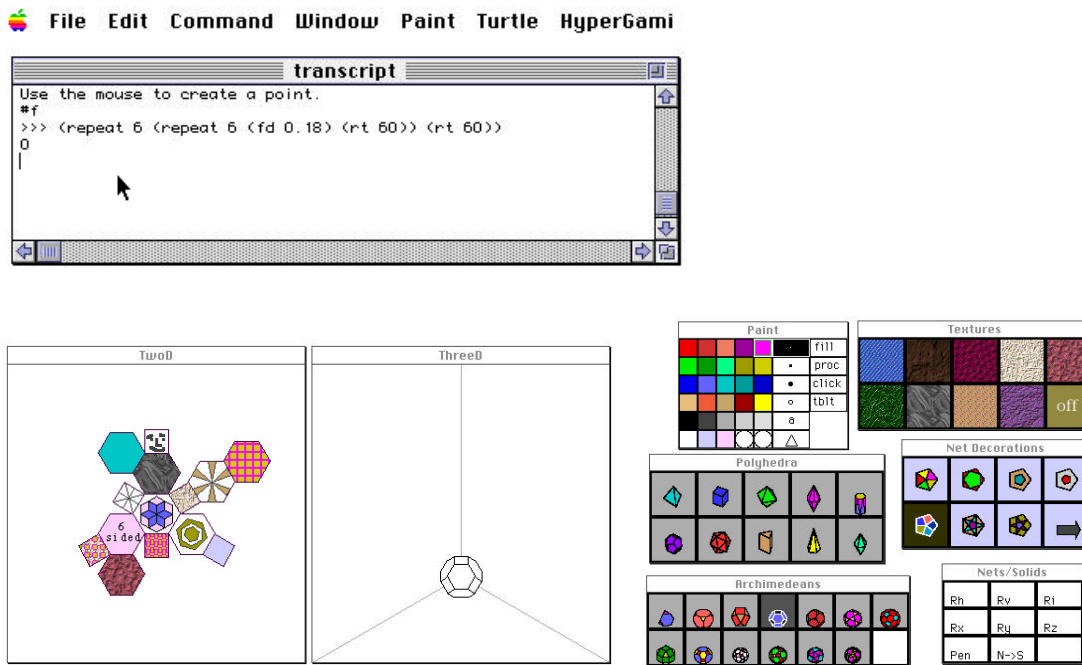 File Edit Command Window Paint Turtle HyperGami
transcript
Use the mouse to create a point.
#f
>>> (repeat 6 (repeat 6 (fd 0.18) (rt 60)) (rt 60))
0
TwoD
ThreeD
6
sided
Paint
fill
proc
click
tblt
a
Textures
off
Polyhedra
Net Decorations
Archimedeans
Nets/Solids
Rh Rv Ri
Rx Ry Rz
Pen N->S